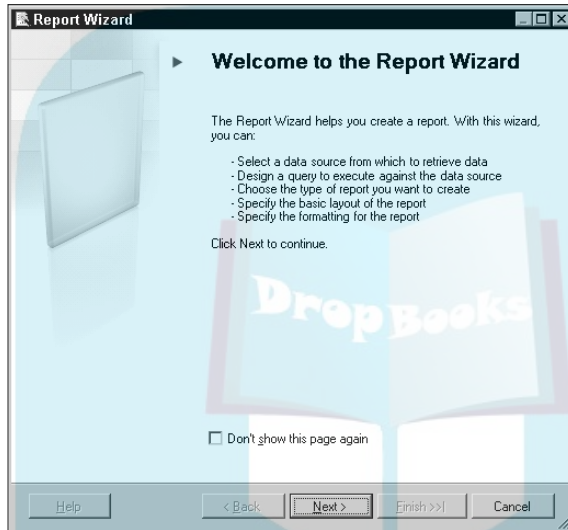 Report Wizard
Welcome to the Report Wizard
The Report Wizard helps you create a report. With this wizard,
you can:
- Select a data source from which to retrieve data
- Design a query to execute against the data source
- Choose the type of report you want to create
- Specify the basic layout of the report
- Specify the formatting for the report
Click Next to continue.
DropBooks
Don't show this page again
Help
< Back
Next >
Finish >>|
Cancel